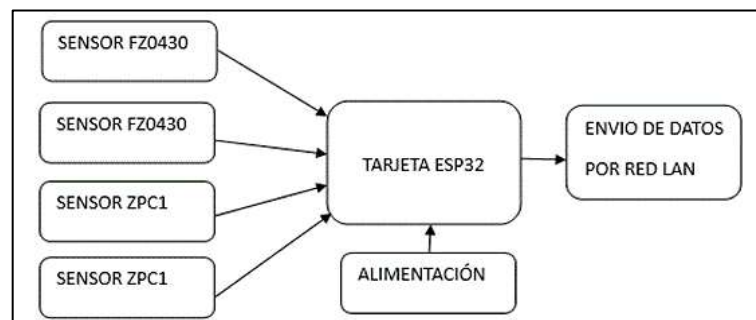 SENSOR FZ0430
SENSOR FZ0430
SENSOR ZPC1
SENSOR ZPC1
TARJETA ESP32
ALIMENTACIÓN
ENVIO DE DATOS
POR RED LAN